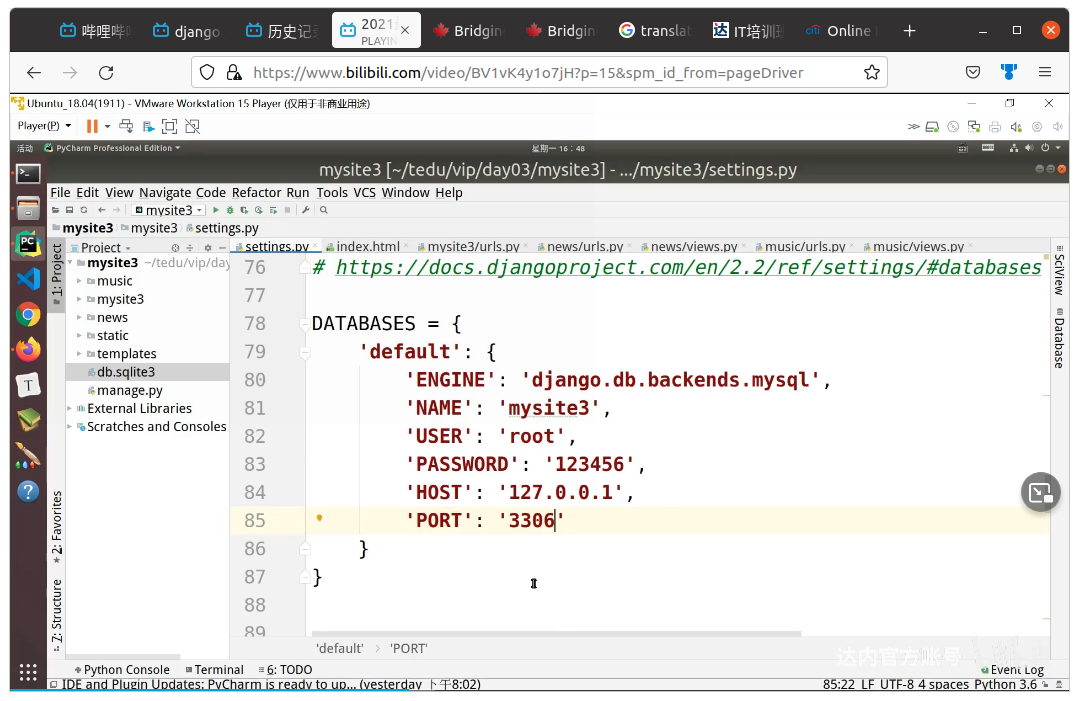 哔哩哔
django
历史记
2021
PLAYIN
Bridgin
Bridgin
translat
IT培训
Online
https://www.bilibili.com/video/BV1vK4y1o7jH?p=15&spm_id_from=pageDriver
Ubuntu_18.04(1911) - VMware Workstation 15 Player (仅用于非商业用途)
Player(P)
活动 PyCharm Professional Edition 星期一 16：48
mysite3 [~/tedu/vip/day03/mysite3] - .../mysite3/settings.py
File Edit View Navigate Code Refactor Run Tools VCS Window Help
mysite3
mysite3 mysite3 settings.py
Project
settings.py index.html mysite3/urls.py news/urls.py news/views.py music/urls.py music/views.py
mysite3 ~/tedu/vip/day
music
mysite3
news
static
templates
db.sqlite3
manage.py
External Libraries
Scratches and Consoles
1: Project
2: Favorites
7: Structure
76 # https://docs.djangoproject.com/en/2.2/ref/settings/#databases
77
78 DATABASES = {
79 'default': {
80 'ENGINE': 'django.db.backends.mysql',
81 'NAME': 'mysite3',
82 'USER': 'root',
83 'PASSWORD': '123456',
84 'HOST': '127.0.0.1',
85 'PORT': '3306'
86 }
87 }
88
89
SciView
Database
'default' › 'PORT'
达内官方账号
Python Console Terminal 6: TODO Event Log
IDE and Plugin Updates: PyCharm is ready to up... (yesterday 下午8:02) 85:22 LF UTF-8 4 spaces Python 3.6